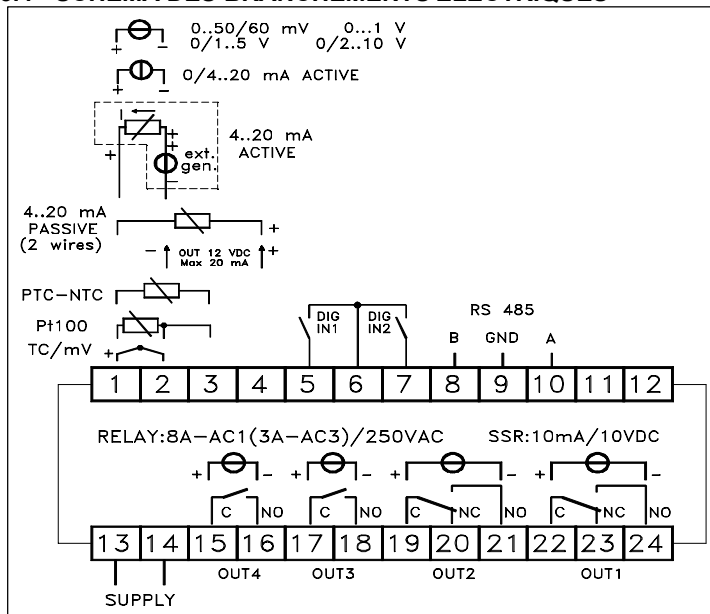 + - 0..50/60 mV 0...1 V
0/1..5 V 0/2..10 V
+ - 0/4..20 mA ACTIVE
+ + ext. gen. - 4..20 mA ACTIVE
4..20 mA
PASSIVE
(2 wires)
+
- OUT 12 VDC +
Max 20 mA
PTC-NTC
Pt100
TC/mV +
DIG IN1 DIG IN2
RS 485
B GND A
1 2 3 4 5 6 7 8 9 10 11 12
RELAY:8A-AC1(3A-AC3)/250VAC SSR:10mA/10VDC
+ - + - + - + -
C NO C NO C NC NO C NC NO
13 14 15 16 17 18 19 20 21 22 23 24
OUT4 OUT3 OUT2 OUT1
SUPPLY